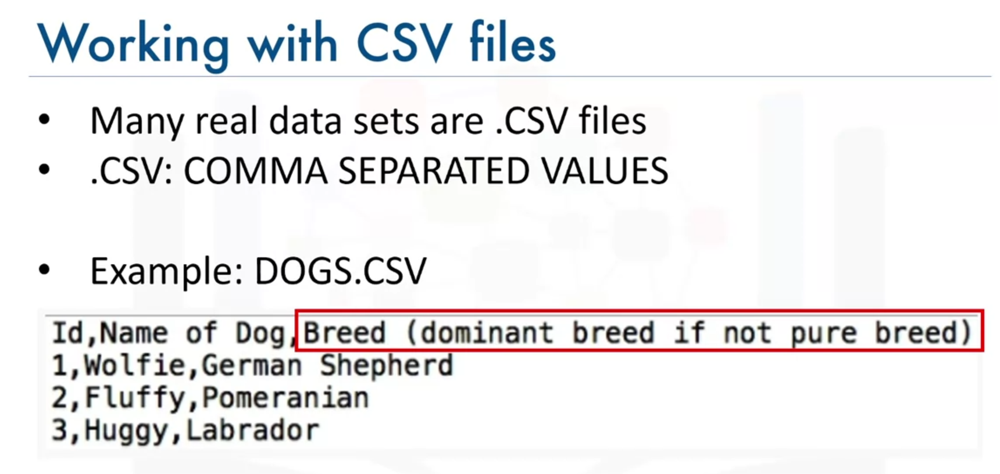 Working with CSV files
• Many real data sets are .CSV files
• .CSV: COMMA SEPARATED VALUES
• Example: DOGS.CSV
Id,Name of Dog,Breed (dominant breed if not pure breed)
1,Wolfie,German Shepherd
2,Fluffy,Pomeranian
3,Huggy,Labrador